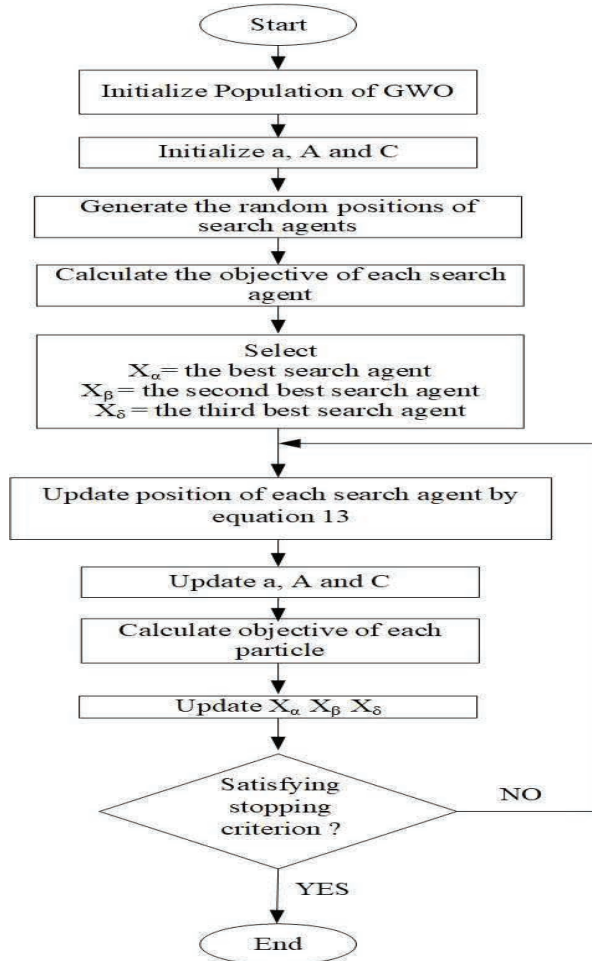 Start
Initialize Population of GWO
Initialize a, A and C
Generate the random positions of
search agents
Calculate the objective of each search
agent
Select
Xα= the best search agent
Xβ = the second best search agent
Xδ = the third best search agent
Update position of each search agent by
equation 13
Update a, A and C
Calculate objective of each
particle
Update Xα Xβ Xδ
Satisfying
stopping
criterion ?
NO
YES
End